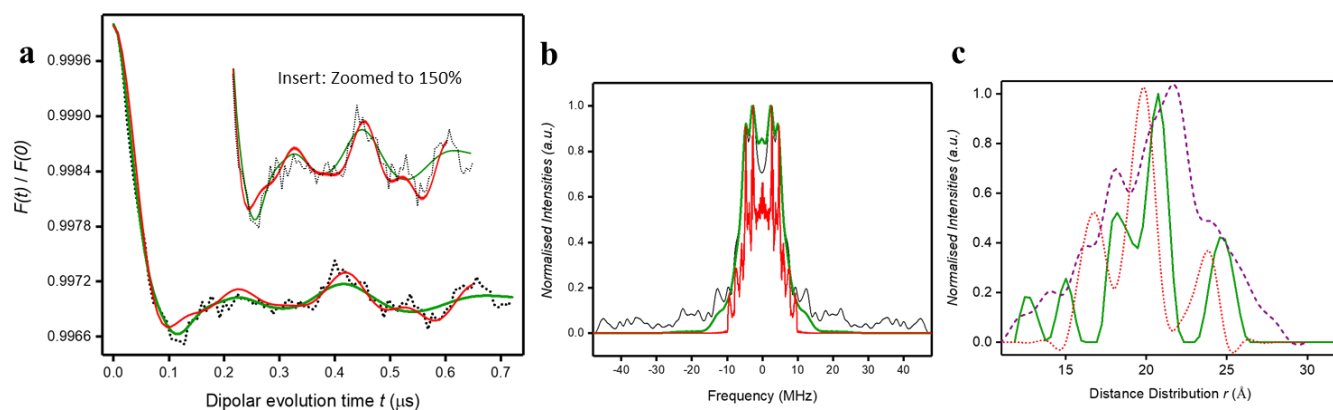 a
Insert: Zoomed to 150%
F(t) / F(0)
0.9996
0.9990
0.9984
0.9978
0.9972
0.9966
0.0 0.1 0.2 0.3 0.4 0.5 0.6 0.7
Dipolar evolution time t (µs)
b
Normalised Intensities (a.u.)
1.0
0.8
0.6
0.4
0.2
0.0
-40 -30 -20 -10 0 10 20 30 40
Frequency (MHz)
c
Normalised Intensities (a.u.)
1.0
0.8
0.6
0.4
0.2
0.0
15 20 25 30
Distance Distribution r (Å)